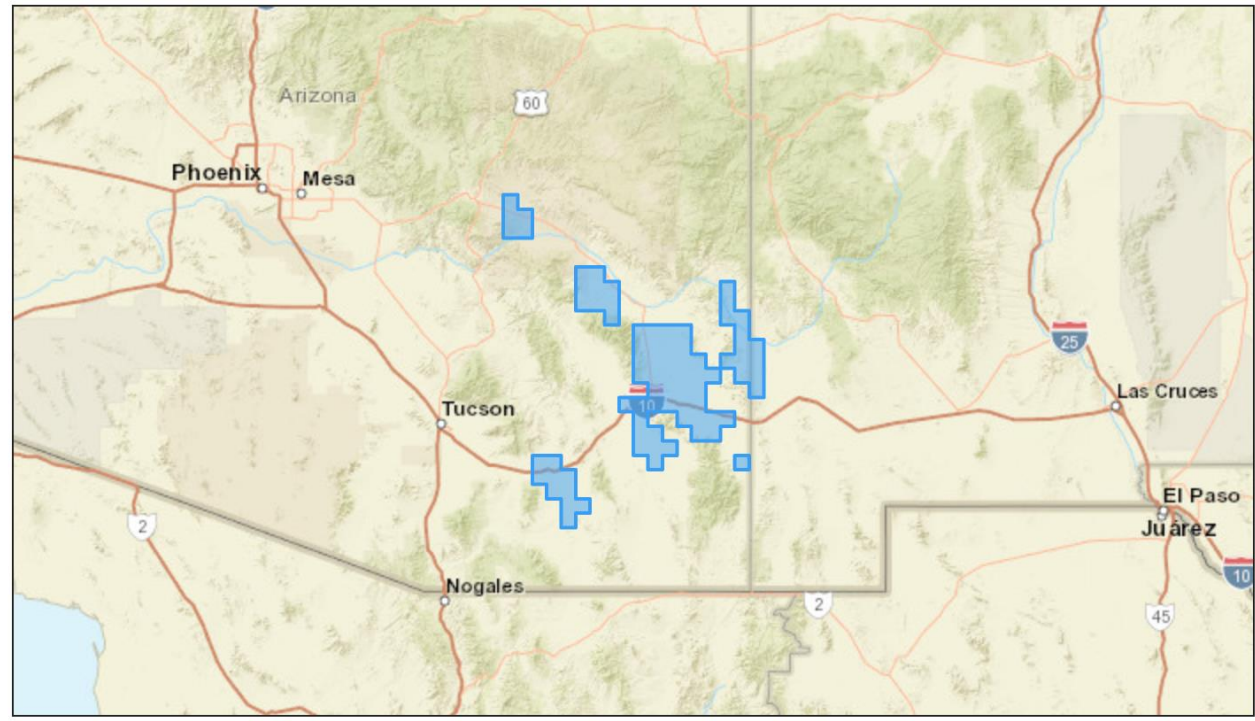 Arizona
60
Phoenix
Mesa
25
Las Cruces
10
Tucson
El Paso
2
Juárez
10
Nogales
2
45